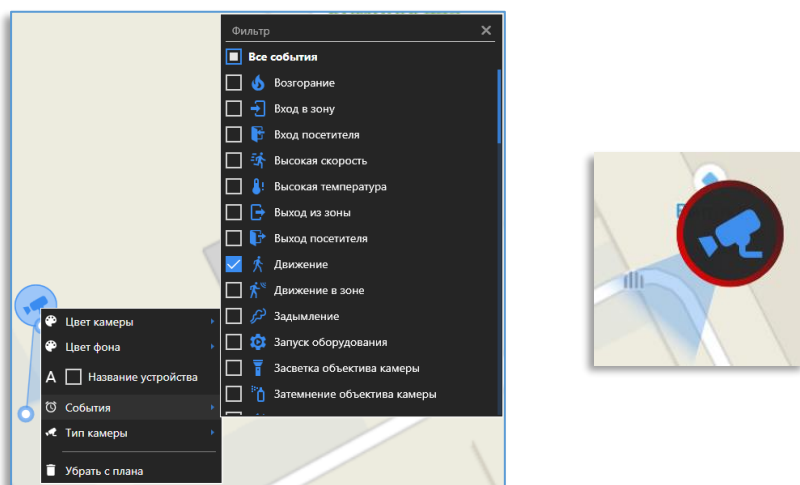 Фильтр
Все события
Возгорание
Вход в зону
Вход посетителя
Высокая скорость
Высокая температура
Выход из зоны
Выход посетителя
Движение
Движение в зоне
Задымление
Запуск оборудования
Засветка объектива камеры
Затемнение объектива камеры
Цвет камеры
Цвет фона
A Название устройства
События
Тип камеры
Убрать с плана